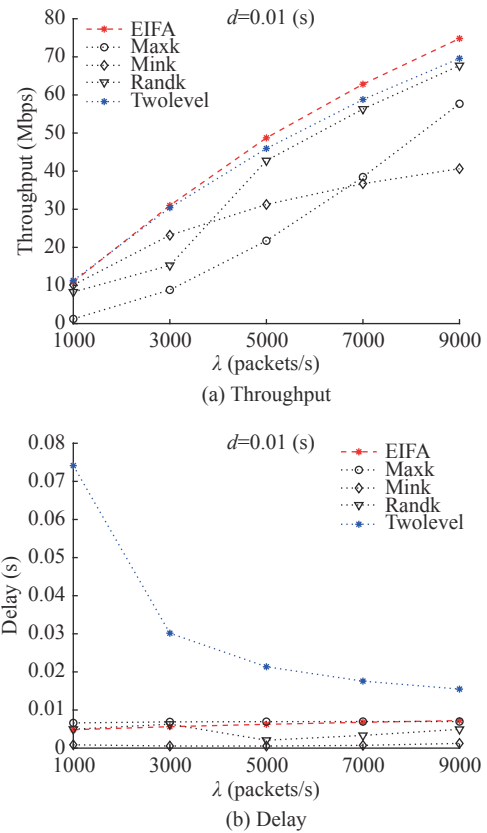 d=0.01 (s)
EIFA
Maxk
Mink
Randk
Twolevel
Throughput (Mbps)
80
70
60
50
40
30
20
10
0
1000 3000 5000 7000 9000
λ (packets/s)
(a) Throughput
d=0.01 (s)
EIFA
Maxk
Mink
Randk
Twolevel
Delay (s)
0.08
0.07
0.06
0.05
0.04
0.03
0.02
0.01
0
1000 3000 5000 7000 9000
λ (packets/s)
(b) Delay